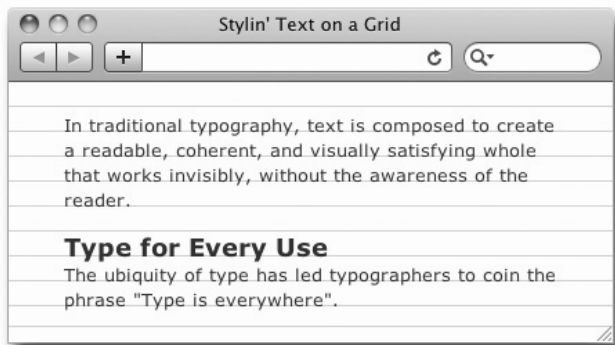 Stylin' Text on a Grid
In traditional typography, text is composed to create
a readable, coherent, and visually satisfying whole
that works invisibly, without the awareness of the
reader.
Type for Every Use
The ubiquity of type has led typographers to coin the
phrase "Type is everywhere".